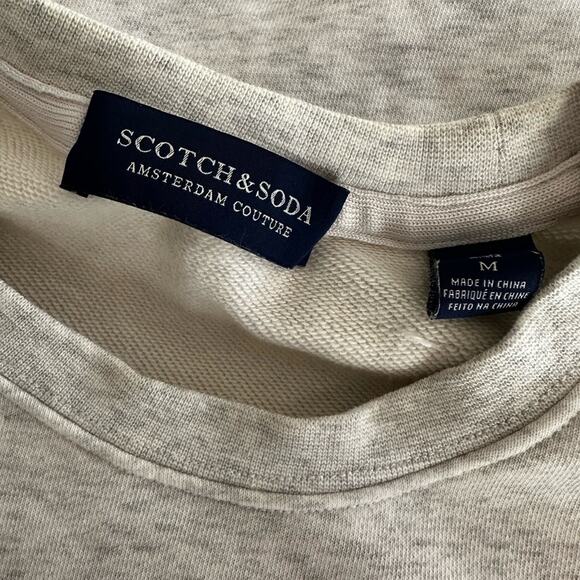 SCOTCH & SODA
AMSTERDAM COUTURE
M
MADE IN CHINA
FABRIQUÉ EN CHINE
FEITO NA CHINA